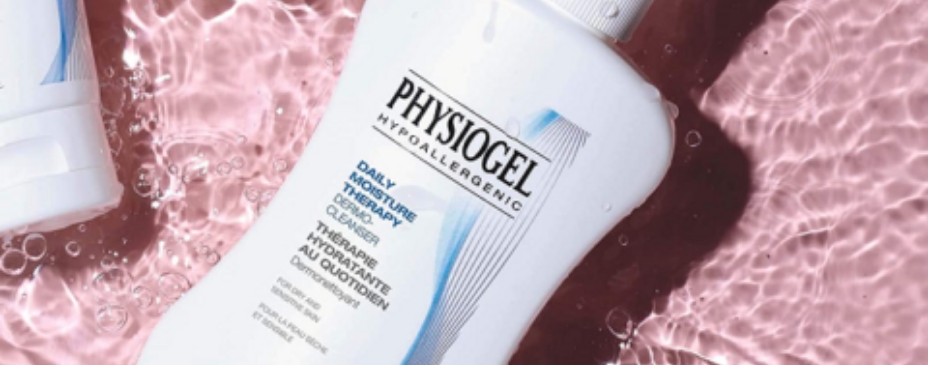 PHYSIOGEL
HYPOALLERGENIC
DAILY
MOISTURE
THERAPY
DERMO-
CLEANSER
THÉRAPIE
HYDRATANTE
AU QUOTIDIEN
Dermonettoyant
FOR DRY AND
SENSITIVE SKIN
POUR LA PEAU SÈCHE
ET SENSIBLE